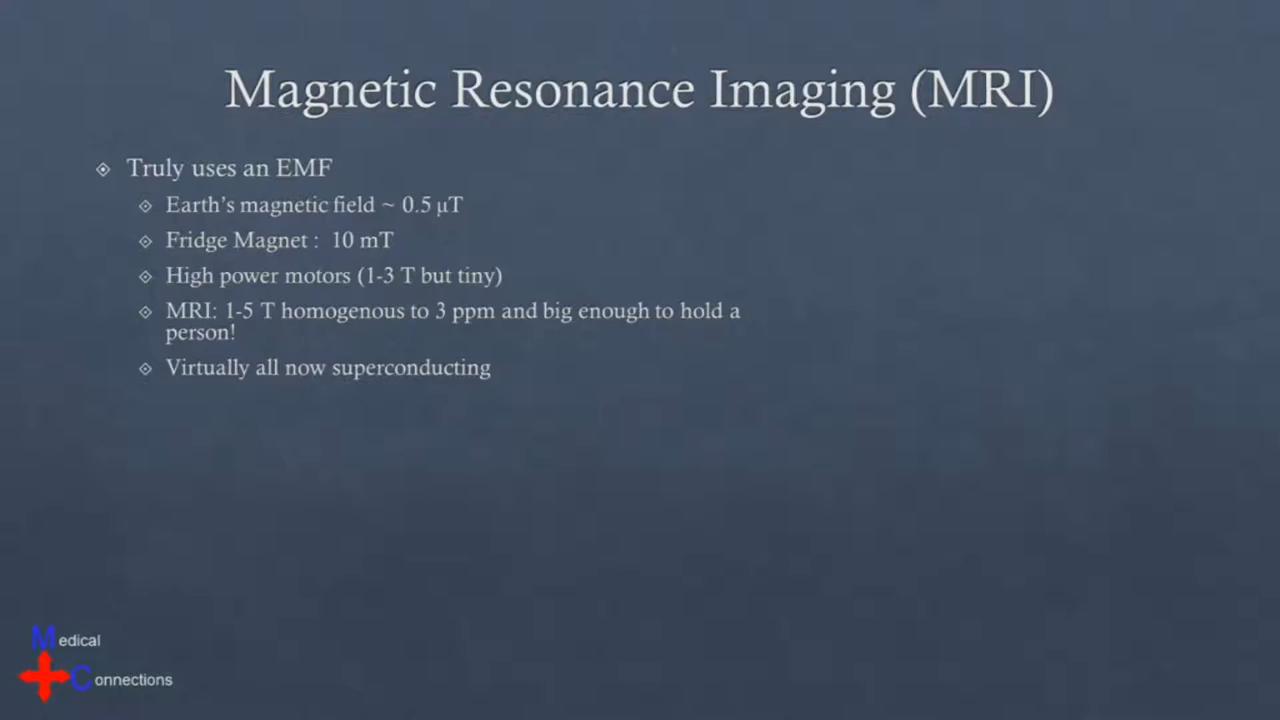 Magnetic Resonance Imaging (MRI)
Truly uses an EMF
Earth's magnetic field ~ 0.5 μT
Fridge Magnet : 10 mT
High power motors (1-3 T but tiny)
MRI: 1-5 T homogenous to 3 ppm and big enough to hold a
person!
Virtually all now superconducting
Medical
Connections